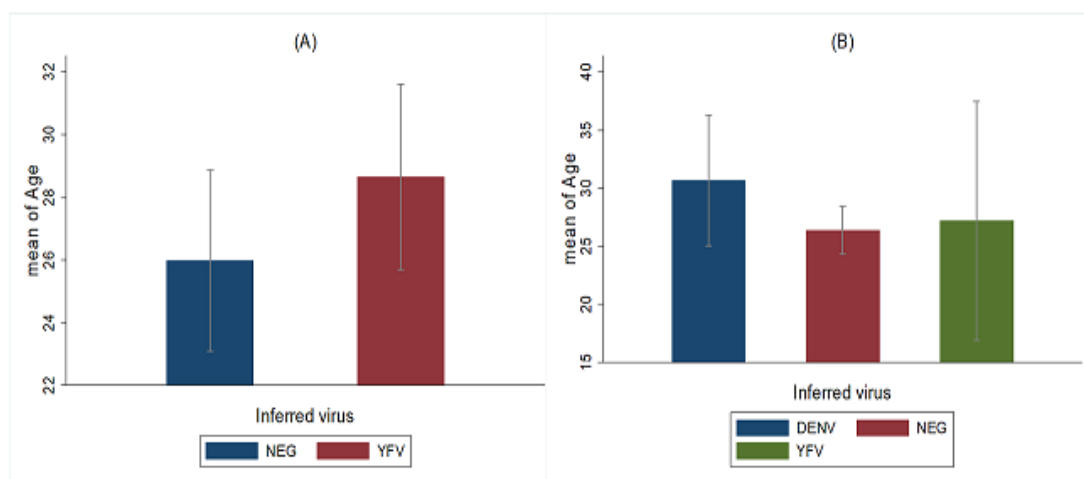 (A)
mean of Age
32
30
28
26
24
22
Inferred virus
NEG YFV
(B)
mean of Age
40
35
30
25
20
15
Inferred virus
DENV NEG
YFV